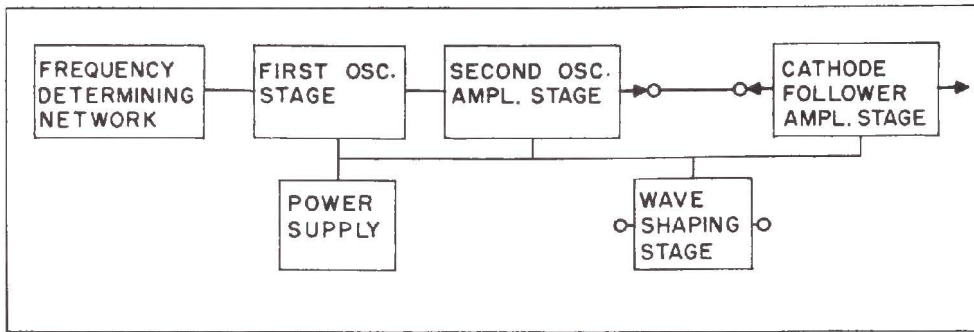 FREQUENCY
DETERMINING
NETWORK
FIRST OSC.
STAGE
SECOND OSC.
AMPL. STAGE
CATHODE
FOLLOWER
AMPL. STAGE
POWER
SUPPLY
WAVE
SHAPING
STAGE